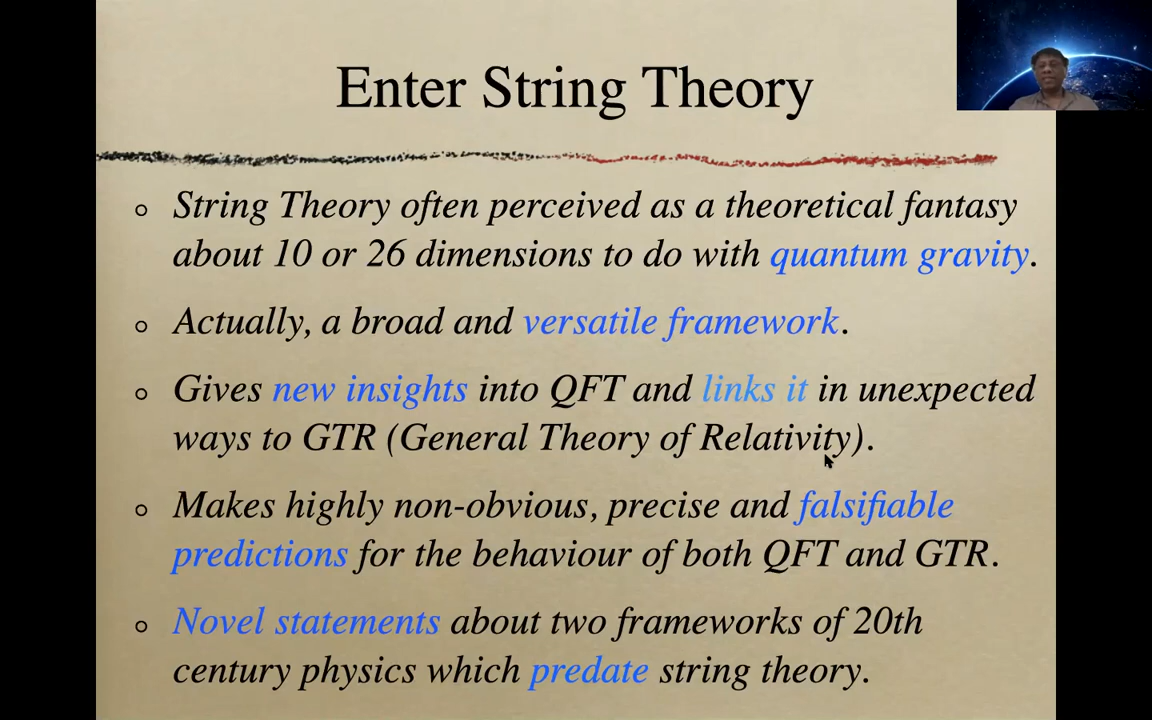 Enter String Theory
String Theory often perceived as a theoretical fantasy
about 10 or 26 dimensions to do with quantum gravity.
Actually, a broad and versatile framework.
Gives new insights into QFT and links it in unexpected
ways to GTR (General Theory of Relativity).
Makes highly non-obvious, precise and falsifiable
predictions for the behaviour of both QFT and GTR.
Novel statements about two frameworks of 20th
century physics which predate string theory.